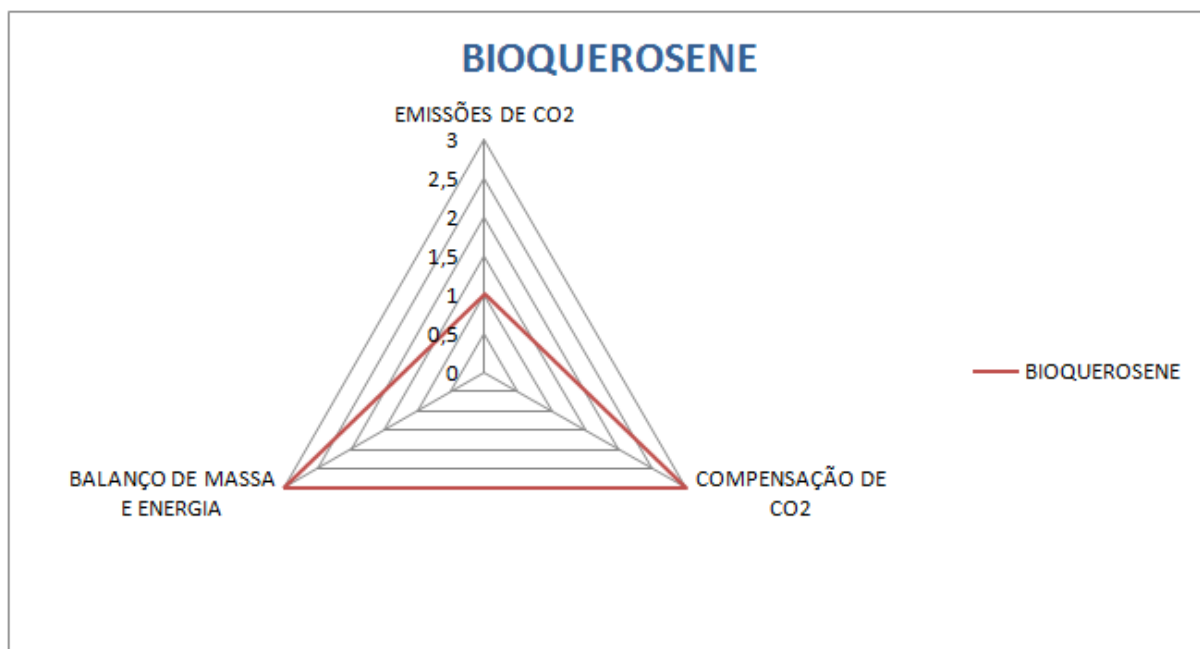 BIOQUEROSENE
EMISSÕES DE CO2
3
2,5
2
1,5
1
0,5
0
BIOQUEROSENE
BALANÇO DE MASSA
E ENERGIA
COMPENSAÇÃO DE
CO2